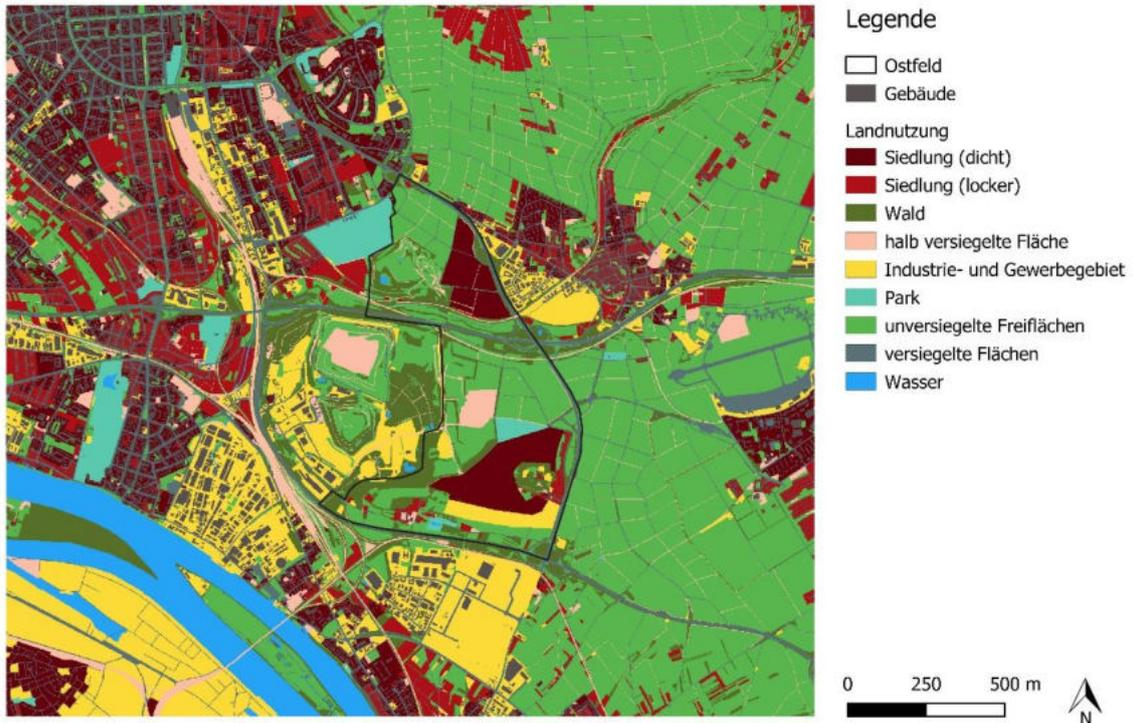 Legende
Ostfeld
Gebäude
Landnutzung
Siedlung (dicht)
Siedlung (locker)
Wald
halb versiegelte Fläche
Industrie- und Gewerbegebiet
Park
unversiegelte Freiflächen
versiegelte Flächen
Wasser
0 250 500 m
N